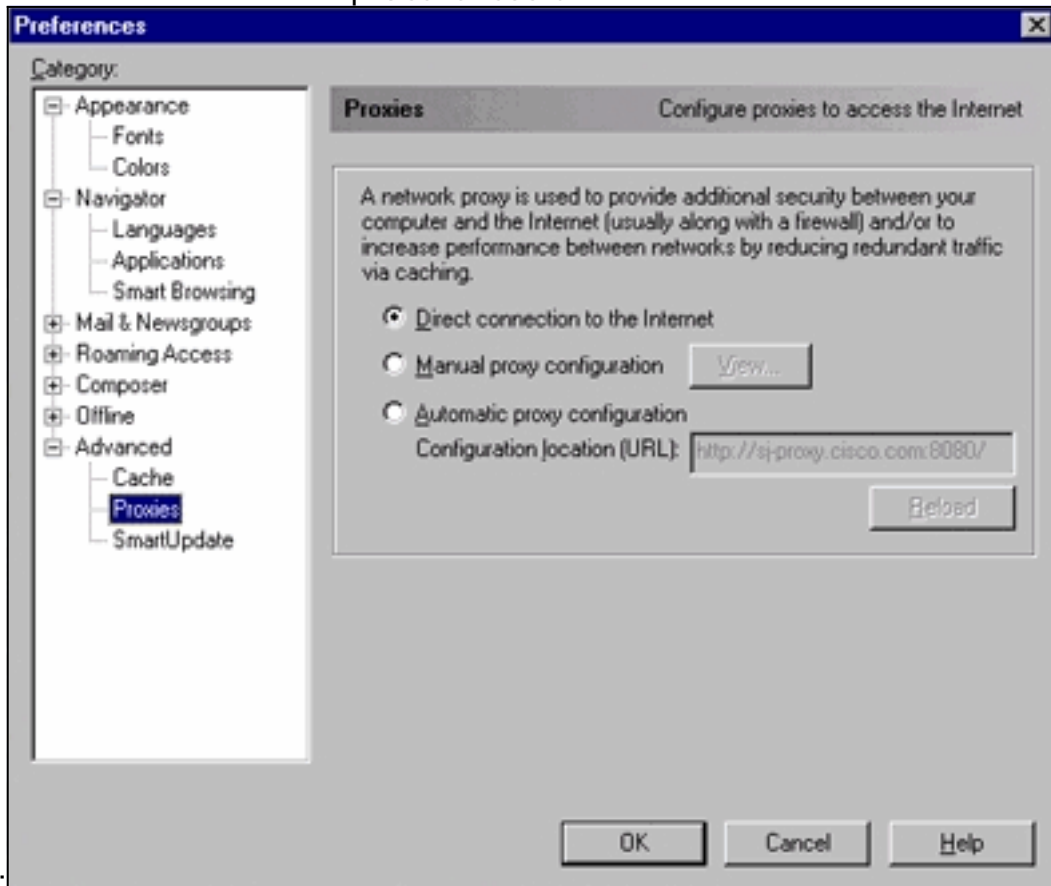 Preferences
Category:
Appearance
Fonts
Colors
Navigator
Languages
Applications
Smart Browsing
Mail & Newsgroups
Roaming Access
Composer
Offline
Advanced
Cache
Proxies
SmartUpdate
Proxies Configure proxies to access the Internet
A network proxy is used to provide additional security between your
computer and the Internet (usually along with a firewall) and/or to
increase performance between networks by reducing redundant traffic
via caching.
Direct connection to the Internet
Manual proxy configuration View...
Automatic proxy configuration
Configuration location (URL): http://sj-proxy.cisco.com:8080/
Reload
OK Cancel Help